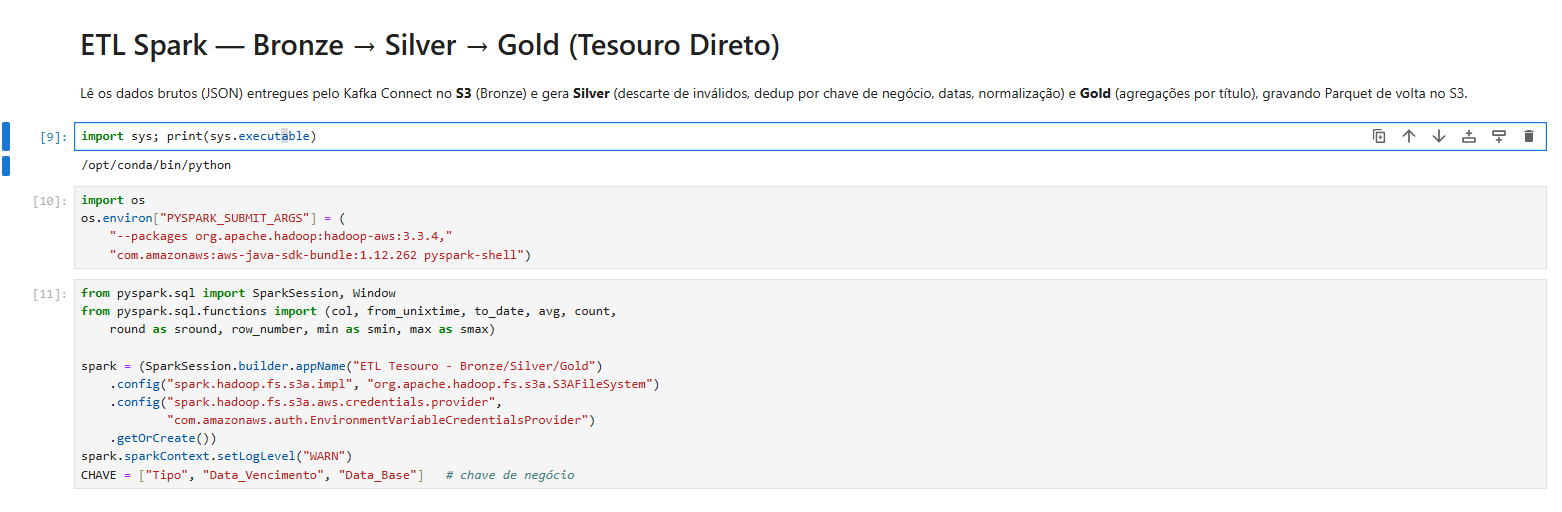 ETL Spark — Bronze → Silver → Gold (Tesouro Direto)
Lê os dados brutos (JSON) entregues pelo Kafka Connect no S3 (Bronze) e gera Silver (descarte de inválidos, dedup por chave de negócio, datas, normalização) e Gold (agregações por título), gravando Parquet de volta no S3.
[9]: import sys; print(sys.executable)
/opt/conda/bin/python
[10]: import os
os.environ["PYSPARK_SUBMIT_ARGS"] = (
    "--packages org.apache.hadoop:hadoop-aws:3.3.4,"
    "com.amazonaws:aws-java-sdk-bundle:1.12.262 pyspark-shell")
[11]: from pyspark.sql import SparkSession, Window
from pyspark.sql.functions import (col, from_unixtime, to_date, avg, count,
    round as sround, row_number, min as smin, max as smax)
spark = (SparkSession.builder.appName("ETL Tesouro - Bronze/Silver/Gold")
    .config("spark.hadoop.fs.s3a.impl", "org.apache.hadoop.fs.s3a.S3AFileSystem")
    .config("spark.hadoop.fs.s3a.aws.credentials.provider",
            "com.amazonaws.auth.EnvironmentVariableCredentialsProvider")
    .getOrCreate())
spark.sparkContext.setLogLevel("WARN")
CHAVE = ["Tipo", "Data_Vencimento", "Data_Base"]   # chave de negócio